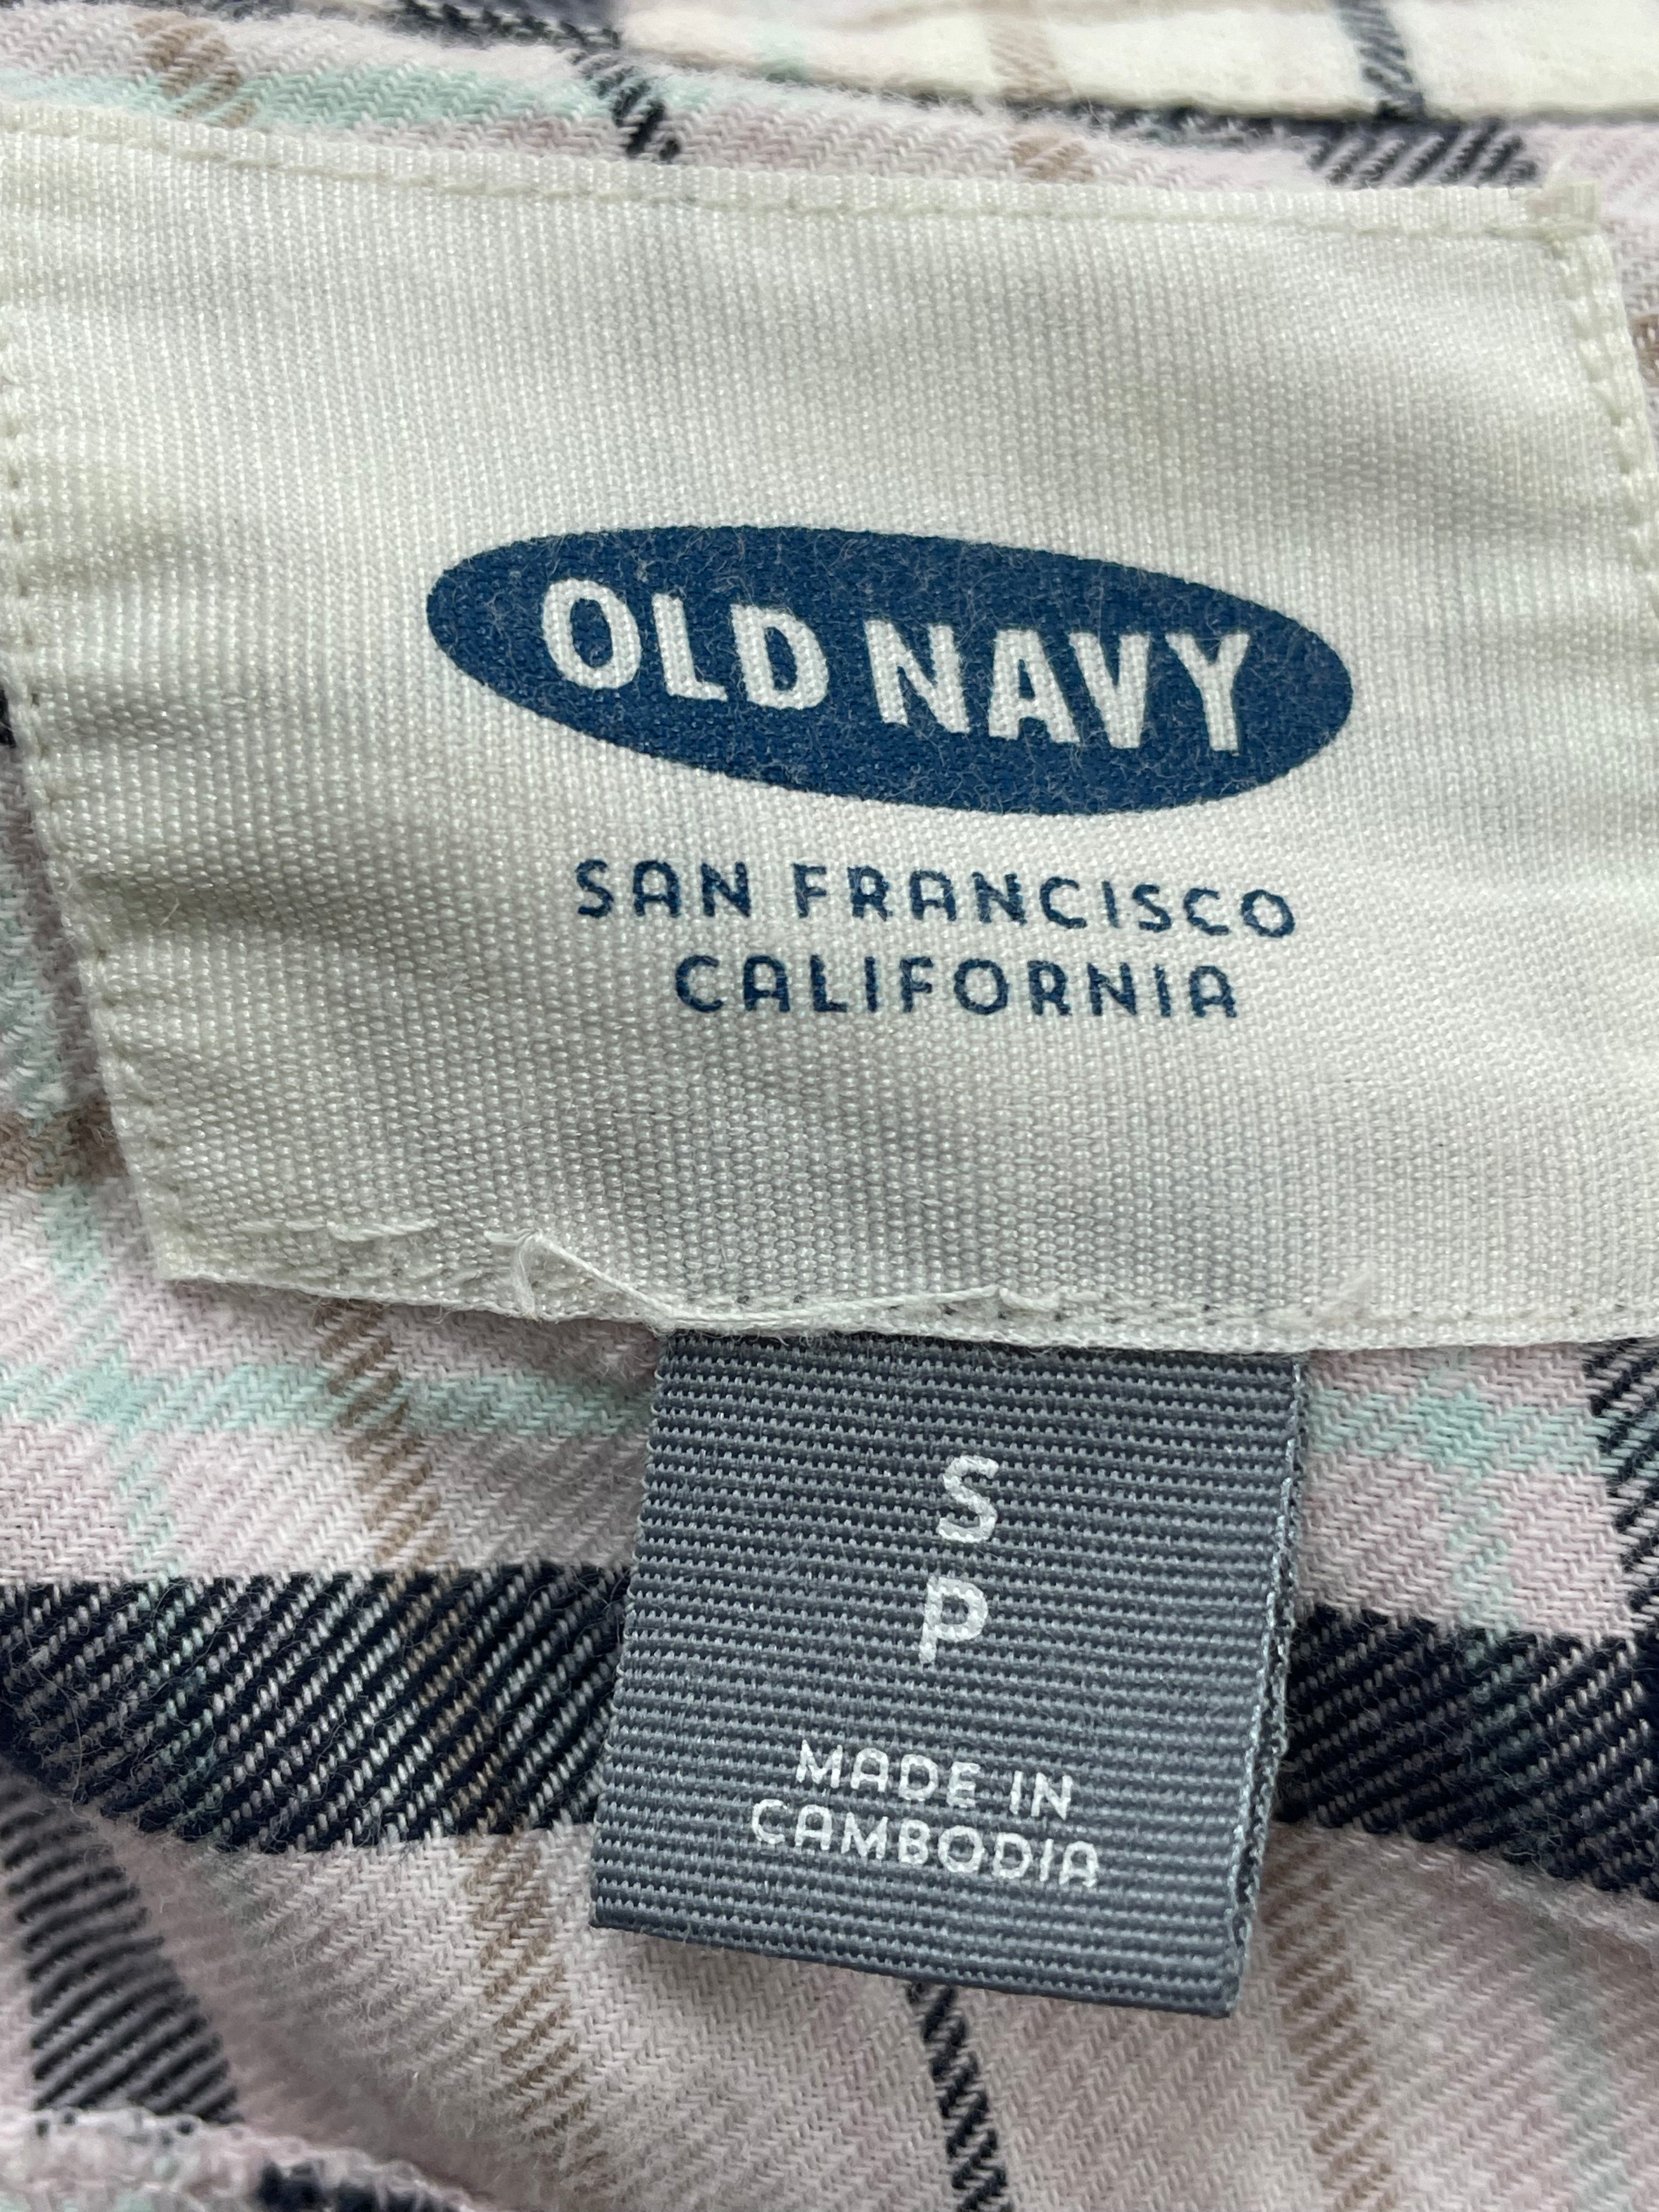 OLD NAVY
SAN FRANCISCO
CALIFORNIA
S
P
MADE IN
CAMBODIA